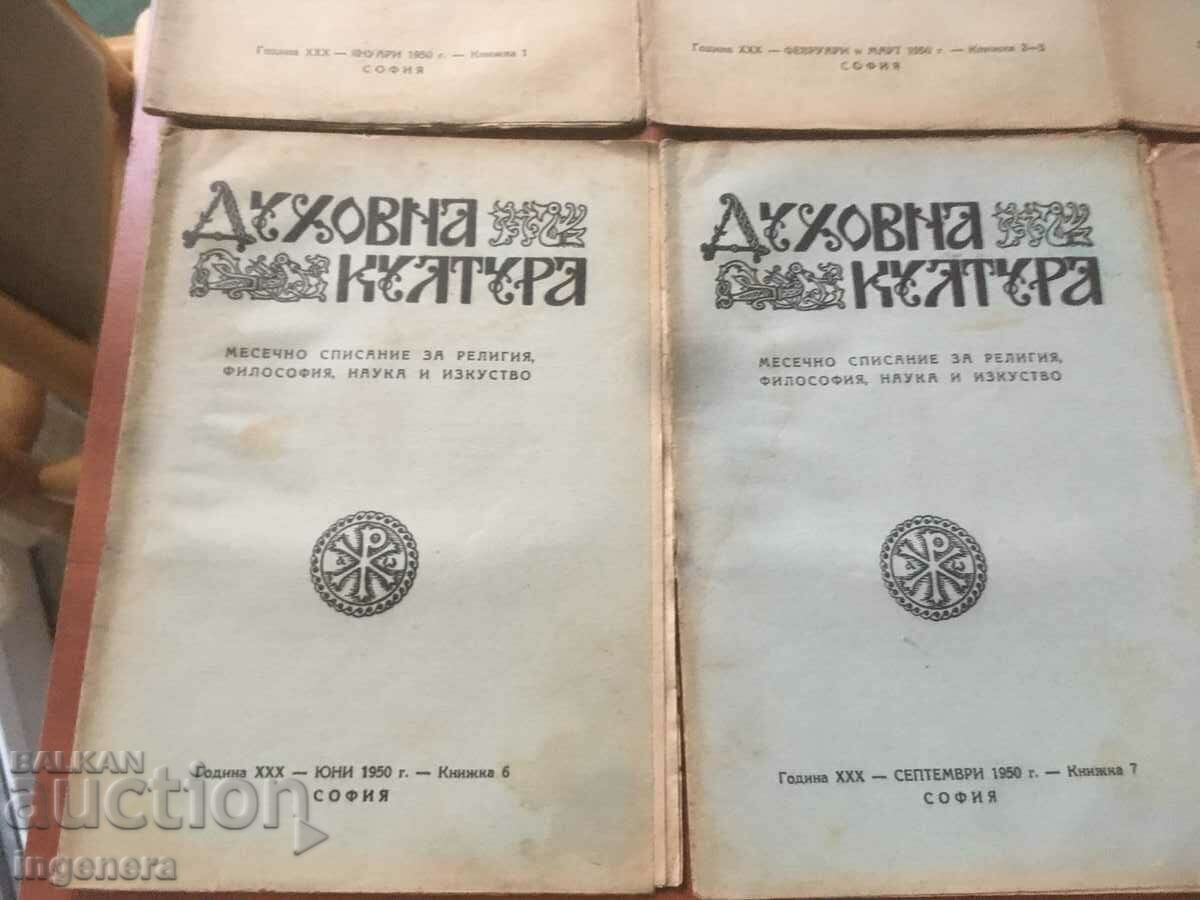 Година XXX — ЯНУАРИ 1950 г. — Книжка 1
СОФИЯ
Година XXX — ФЕВРУАРИ и МАРТ 1950 г. — Книжка 2—3
СОФИЯ
ДУХОВНА
КУЛТУРА
МЕСЕЧНО СПИСАНИЕ ЗА РЕЛИГИЯ,
ФИЛОСОФИЯ, НАУКА И ИЗКУСТВО
Година XXX — ЮНИ 1950 г. — Книжка 6
СОФИЯ
ДУХОВНА
КУЛТУРА
МЕСЕЧНО СПИСАНИЕ ЗА РЕЛИГИЯ,
ФИЛОСОФИЯ, НАУКА И ИЗКУСТВО
Година XXX — СЕПТЕМВРИ 1950 г. — Книжка 7
СОФИЯ
BALKAN
auction
ingenera